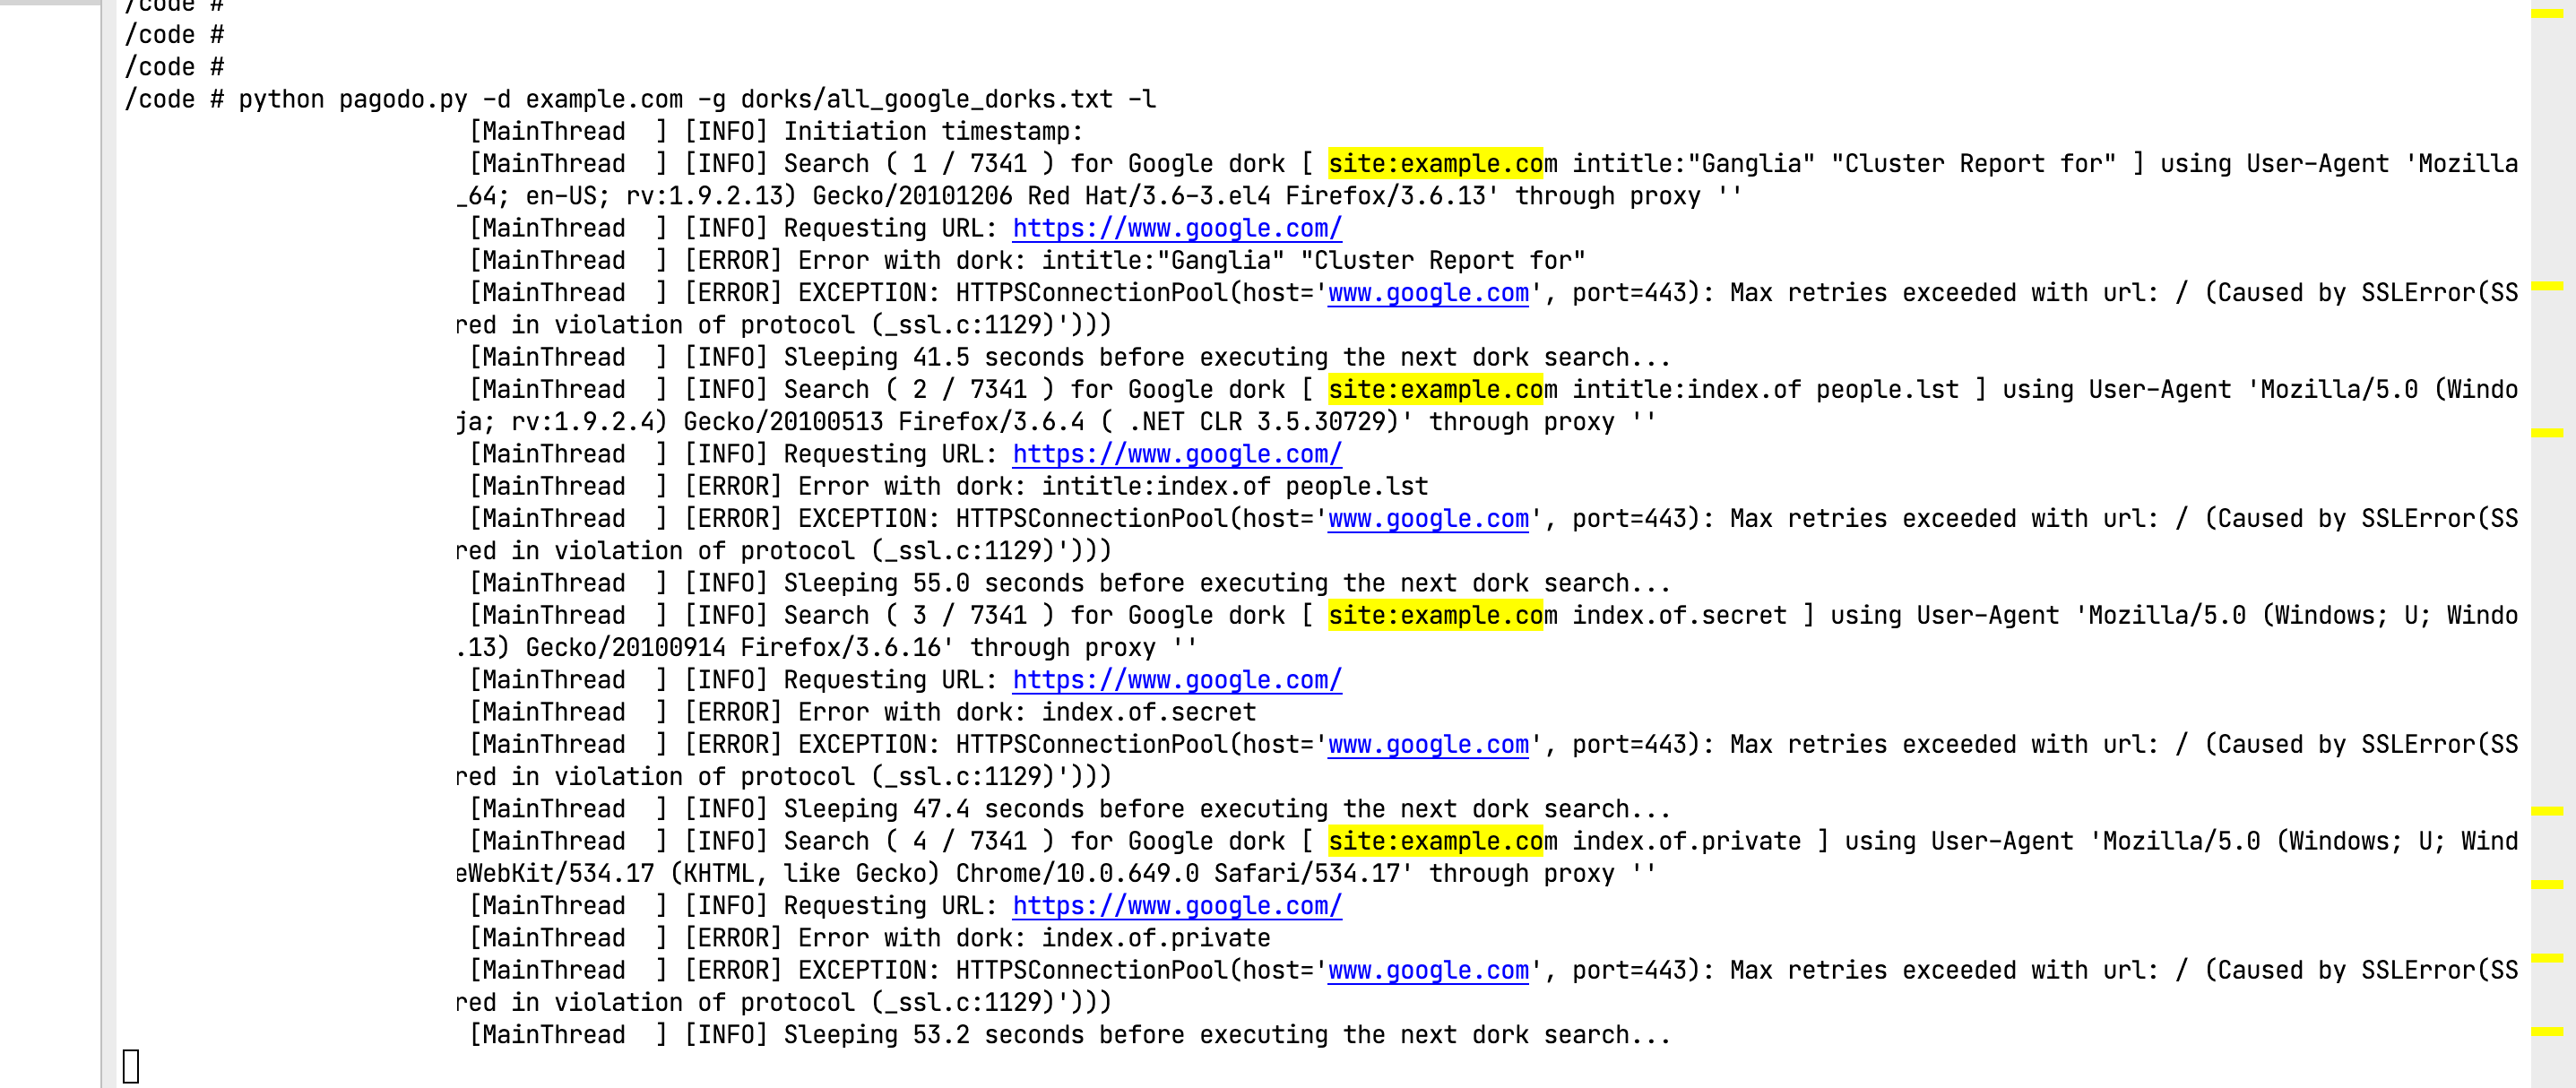 /code #
/code #
/code #
/code # python pagodo.py -d example.com -g dorks/all_google_dorks.txt -l
[MainThread  ] [INFO] Initiation timestamp:
[MainThread  ] [INFO] Search ( 1 / 7341 ) for Google dork [ site:example.com intitle:"Ganglia" "Cluster Report for" ] using User-Agent 'Mozilla
_64; en-US; rv:1.9.2.13) Gecko/20101206 Red Hat/3.6-3.el4 Firefox/3.6.13' through proxy ''
[MainThread  ] [INFO] Requesting URL: https://www.google.com/
[MainThread  ] [ERROR] Error with dork: intitle:"Ganglia" "Cluster Report for"
[MainThread  ] [ERROR] EXCEPTION: HTTPSConnectionPool(host='www.google.com', port=443): Max retries exceeded with url: / (Caused by SSLError(SS
red in violation of protocol (_ssl.c:1129)')))
[MainThread  ] [INFO] Sleeping 41.5 seconds before executing the next dork search...
[MainThread  ] [INFO] Search ( 2 / 7341 ) for Google dork [ site:example.com intitle:index.of people.lst ] using User-Agent 'Mozilla/5.0 (Windo
ja; rv:1.9.2.4) Gecko/20100513 Firefox/3.6.4 ( .NET CLR 3.5.30729)' through proxy ''
[MainThread  ] [INFO] Requesting URL: https://www.google.com/
[MainThread  ] [ERROR] Error with dork: intitle:index.of people.lst
[MainThread  ] [ERROR] EXCEPTION: HTTPSConnectionPool(host='www.google.com', port=443): Max retries exceeded with url: / (Caused by SSLError(SS
red in violation of protocol (_ssl.c:1129)')))
[MainThread  ] [INFO] Sleeping 55.0 seconds before executing the next dork search...
[MainThread  ] [INFO] Search ( 3 / 7341 ) for Google dork [ site:example.com index.of.secret ] using User-Agent 'Mozilla/5.0 (Windows; U; Windo
.13) Gecko/20100914 Firefox/3.6.16' through proxy ''
[MainThread  ] [INFO] Requesting URL: https://www.google.com/
[MainThread  ] [ERROR] Error with dork: index.of.secret
[MainThread  ] [ERROR] EXCEPTION: HTTPSConnectionPool(host='www.google.com', port=443): Max retries exceeded with url: / (Caused by SSLError(SS
red in violation of protocol (_ssl.c:1129)')))
[MainThread  ] [INFO] Sleeping 47.4 seconds before executing the next dork search...
[MainThread  ] [INFO] Search ( 4 / 7341 ) for Google dork [ site:example.com index.of.private ] using User-Agent 'Mozilla/5.0 (Windows; U; Wind
eWebKit/534.17 (KHTML, like Gecko) Chrome/10.0.649.0 Safari/534.17' through proxy ''
[MainThread  ] [INFO] Requesting URL: https://www.google.com/
[MainThread  ] [ERROR] Error with dork: index.of.private
[MainThread  ] [ERROR] EXCEPTION: HTTPSConnectionPool(host='www.google.com', port=443): Max retries exceeded with url: / (Caused by SSLError(SS
red in violation of protocol (_ssl.c:1129)')))
[MainThread  ] [INFO] Sleeping 53.2 seconds before executing the next dork search...